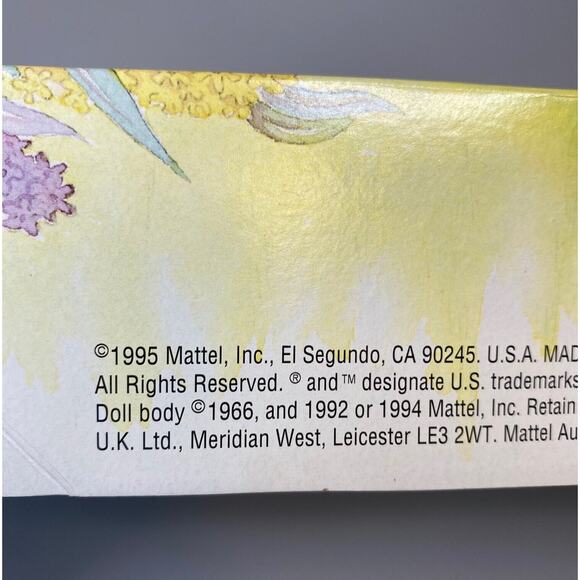 ©1995 Mattel, Inc., El Segundo, CA 90245. U.S.A. MAD
All Rights Reserved. ® and ™ designate U.S. trademarks
Doll body ©1966, and 1992 or 1994 Mattel, Inc. Retain
U.K. Ltd., Meridian West, Leicester LE3 2WT. Mattel Au